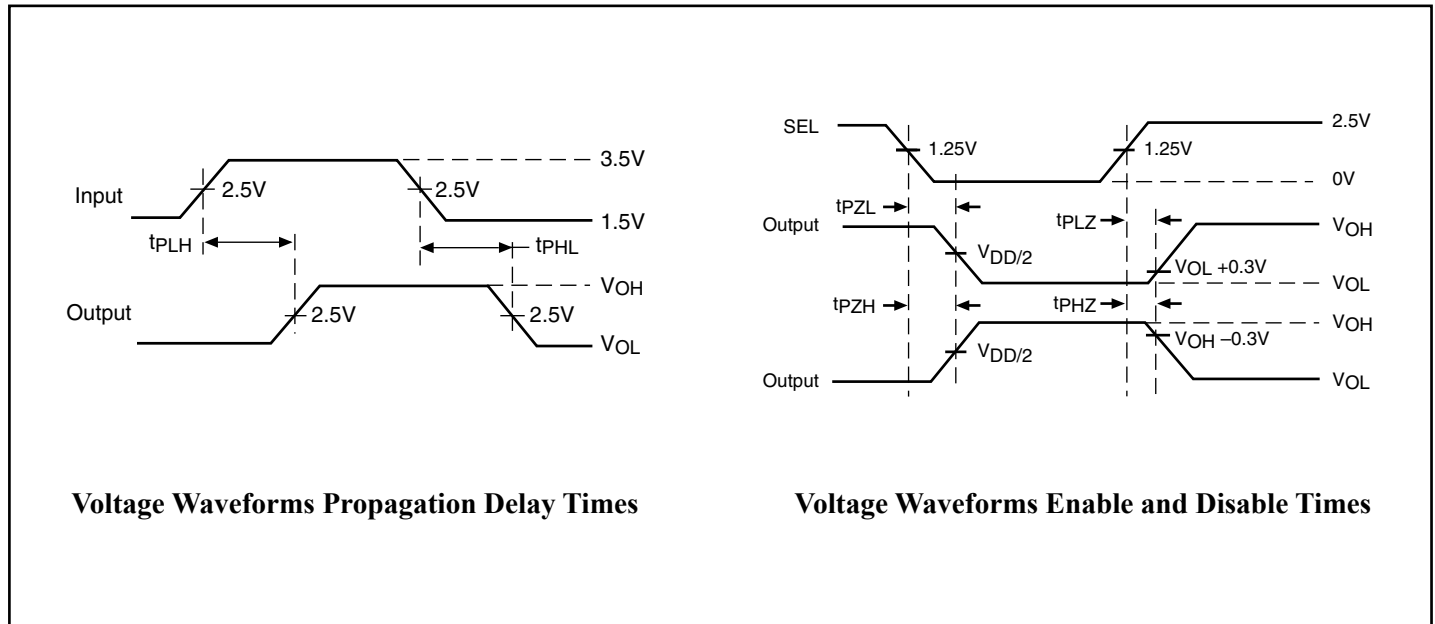 3.5V
Input
2.5V
2.5V
1.5V
tPLH
tPHL
VOH
Output
2.5V
2.5V
VOL
Voltage Waveforms Propagation Delay Times
SEL
2.5V
1.25V
1.25V
0V
tPZL
tPLZ
Output
VOH
VDD/2
VOL +0.3V
VOL
tPZH
tPHZ
VOH
VDD/2
VOH –0.3V
Output
VOL
Voltage Waveforms Enable and Disable Times